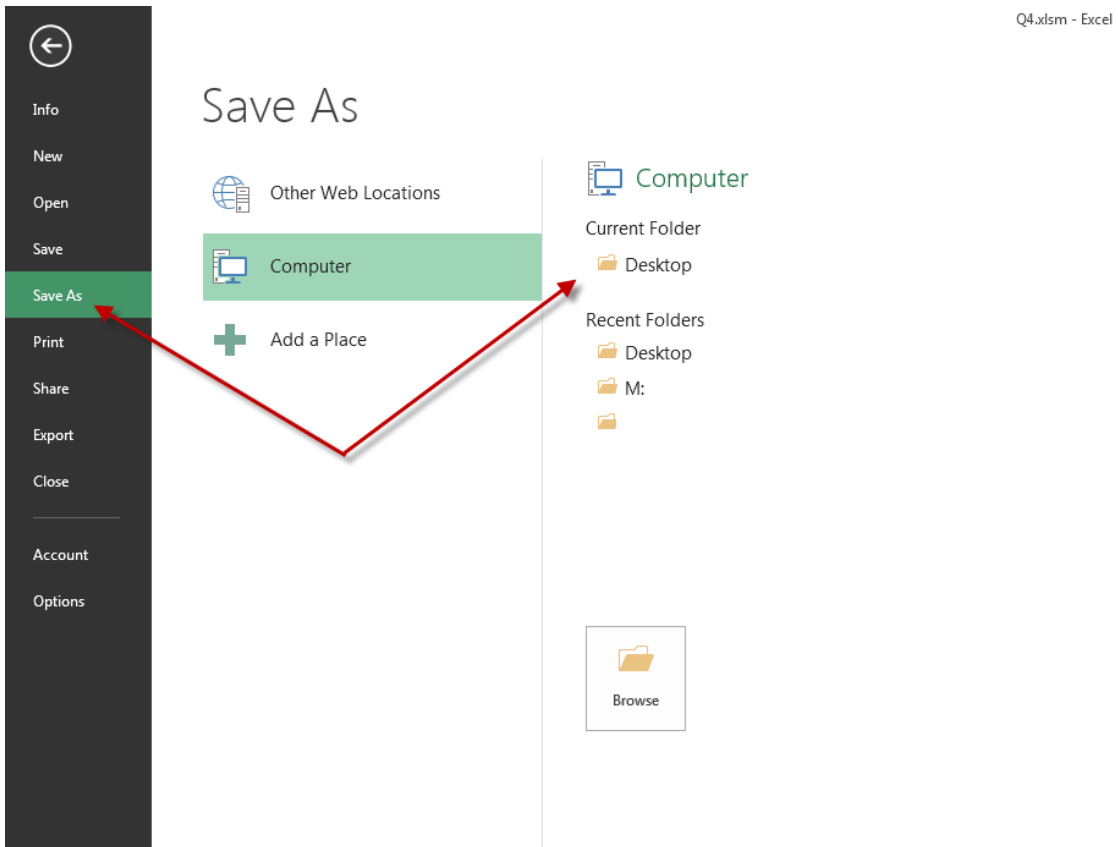 Q4.xlsm - Excel
Info
New
Open
Save
Save As
Print
Share
Export
Close
Account
Options
Save As
Other Web Locations
Computer
Add a Place
Computer
Current Folder
Desktop
Recent Folders
Desktop
M:
Browse